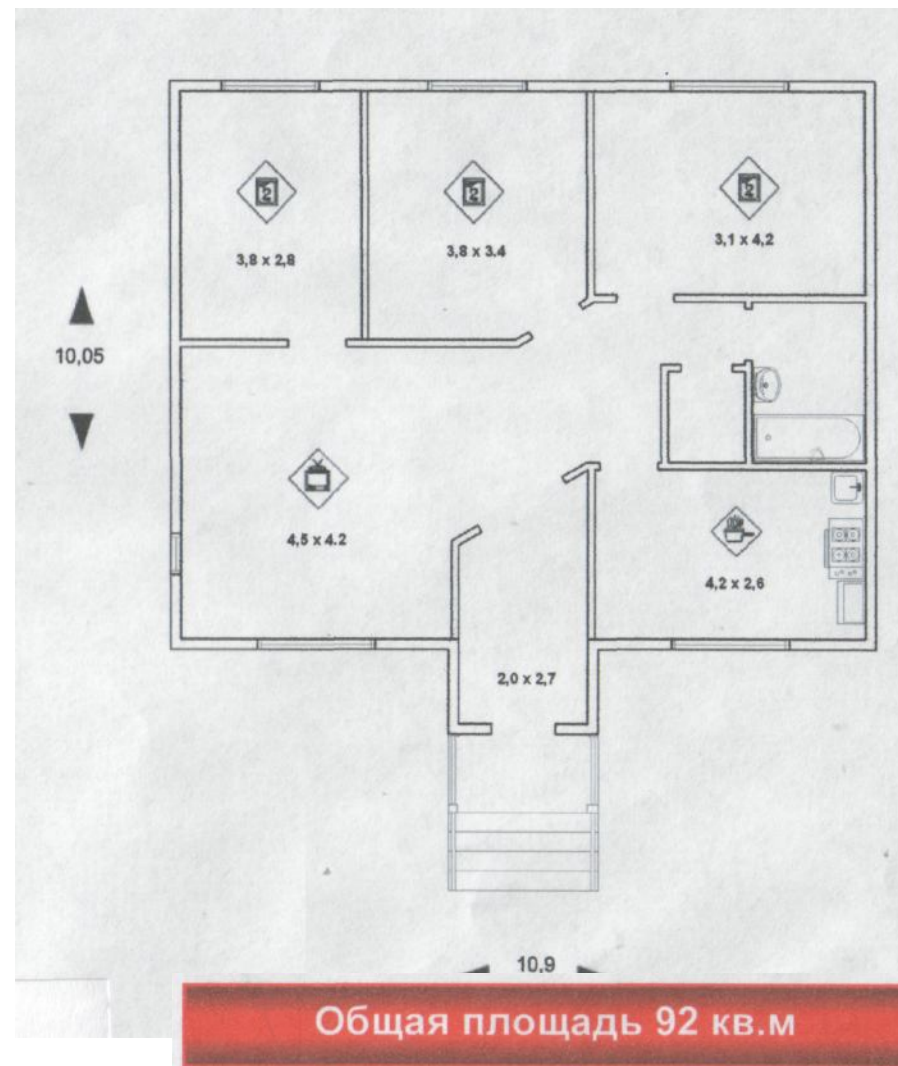 3,8 x 2,8
3,8 x 3.4
3,1 x 4,2
10,05
4,5 x 4.2
4,2 x 2,6
2,0 x 2,7
10,9
Общая площадь 92 кв.м